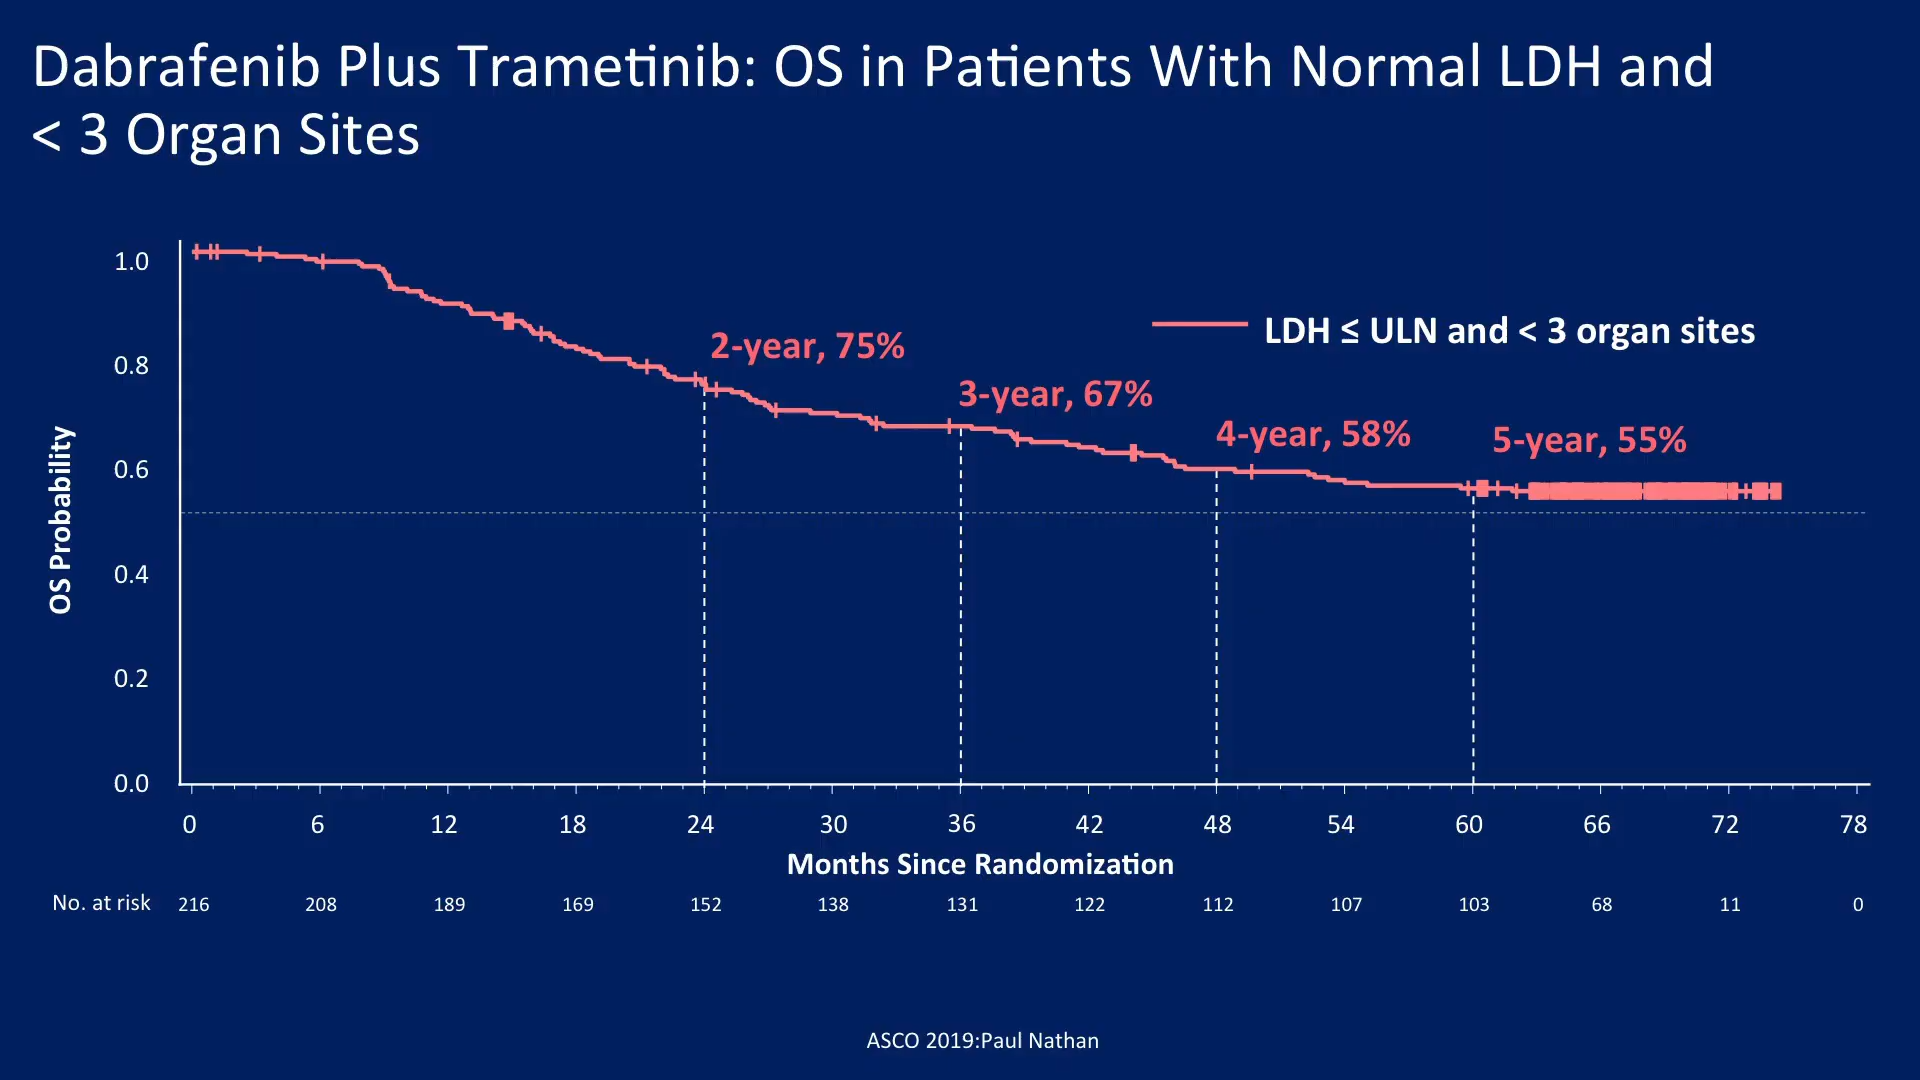 Dabrafenib Plus Trametinib: OS in Patients With Normal LDH and
< 3 Organ Sites
LDH ≤ ULN and < 3 organ sites
2-year, 75%
3-year, 67%
4-year, 58%
5-year, 55%
OS Probability
1.0
0.8
0.6
0.4
0.2
0.0
0 6 12 18 24 30 36 42 48 54 60 66 72 78
Months Since Randomization
No. at risk 216 208 189 169 152 138 131 122 112 107 103 68 11 0
ASCO 2019:Paul Nathan